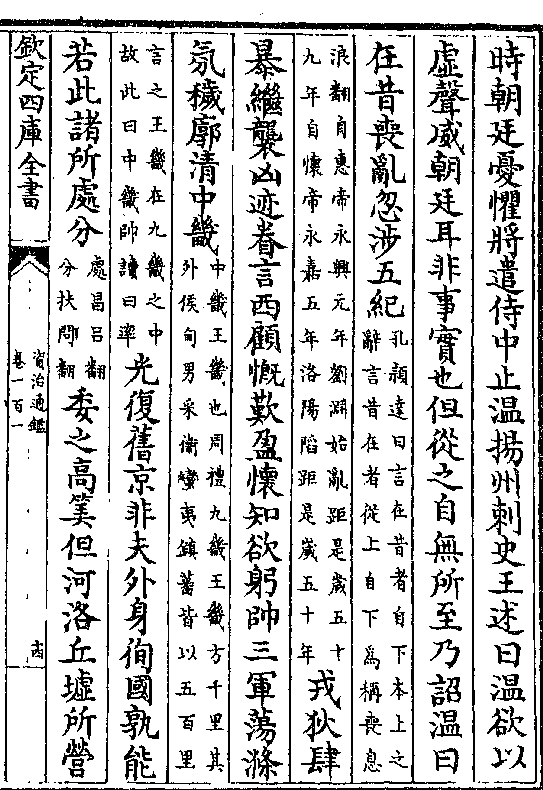 時朝廷憂懼將遣侍中止溫揚州刺史王述曰溫欲以
虛聲威朝廷耳非事實也但從之自無所至乃詔溫曰
在昔喪亂忽涉五紀
孔穎達曰言在昔者自下本上之
辭言昔在者從上自下爲稱喪息
浪翻自惠帝永興元年劉淵始亂距是歲五十
九年自懷帝永嘉五年洛陽䧟距是歲五十年
戎狄肆
暴繼襲凶迹眷言西顧慨歎盈懷知欲躬帥三軍蕩滌
氛穢廓清中畿
中畿王畿也周禮九畿王畿方千里其
外侯甸男采衞蠻夷鎮蕃皆以五百里
言之王畿在九畿之中
故此曰中畿帥讀曰率
光復舊京非夫外身徇國孰能
若此諸所處分
處昌呂翻
分扶問翻
委之高筭但河洛丘墟所營
欽定四庫全書
資治通鑑
卷一百一
十四